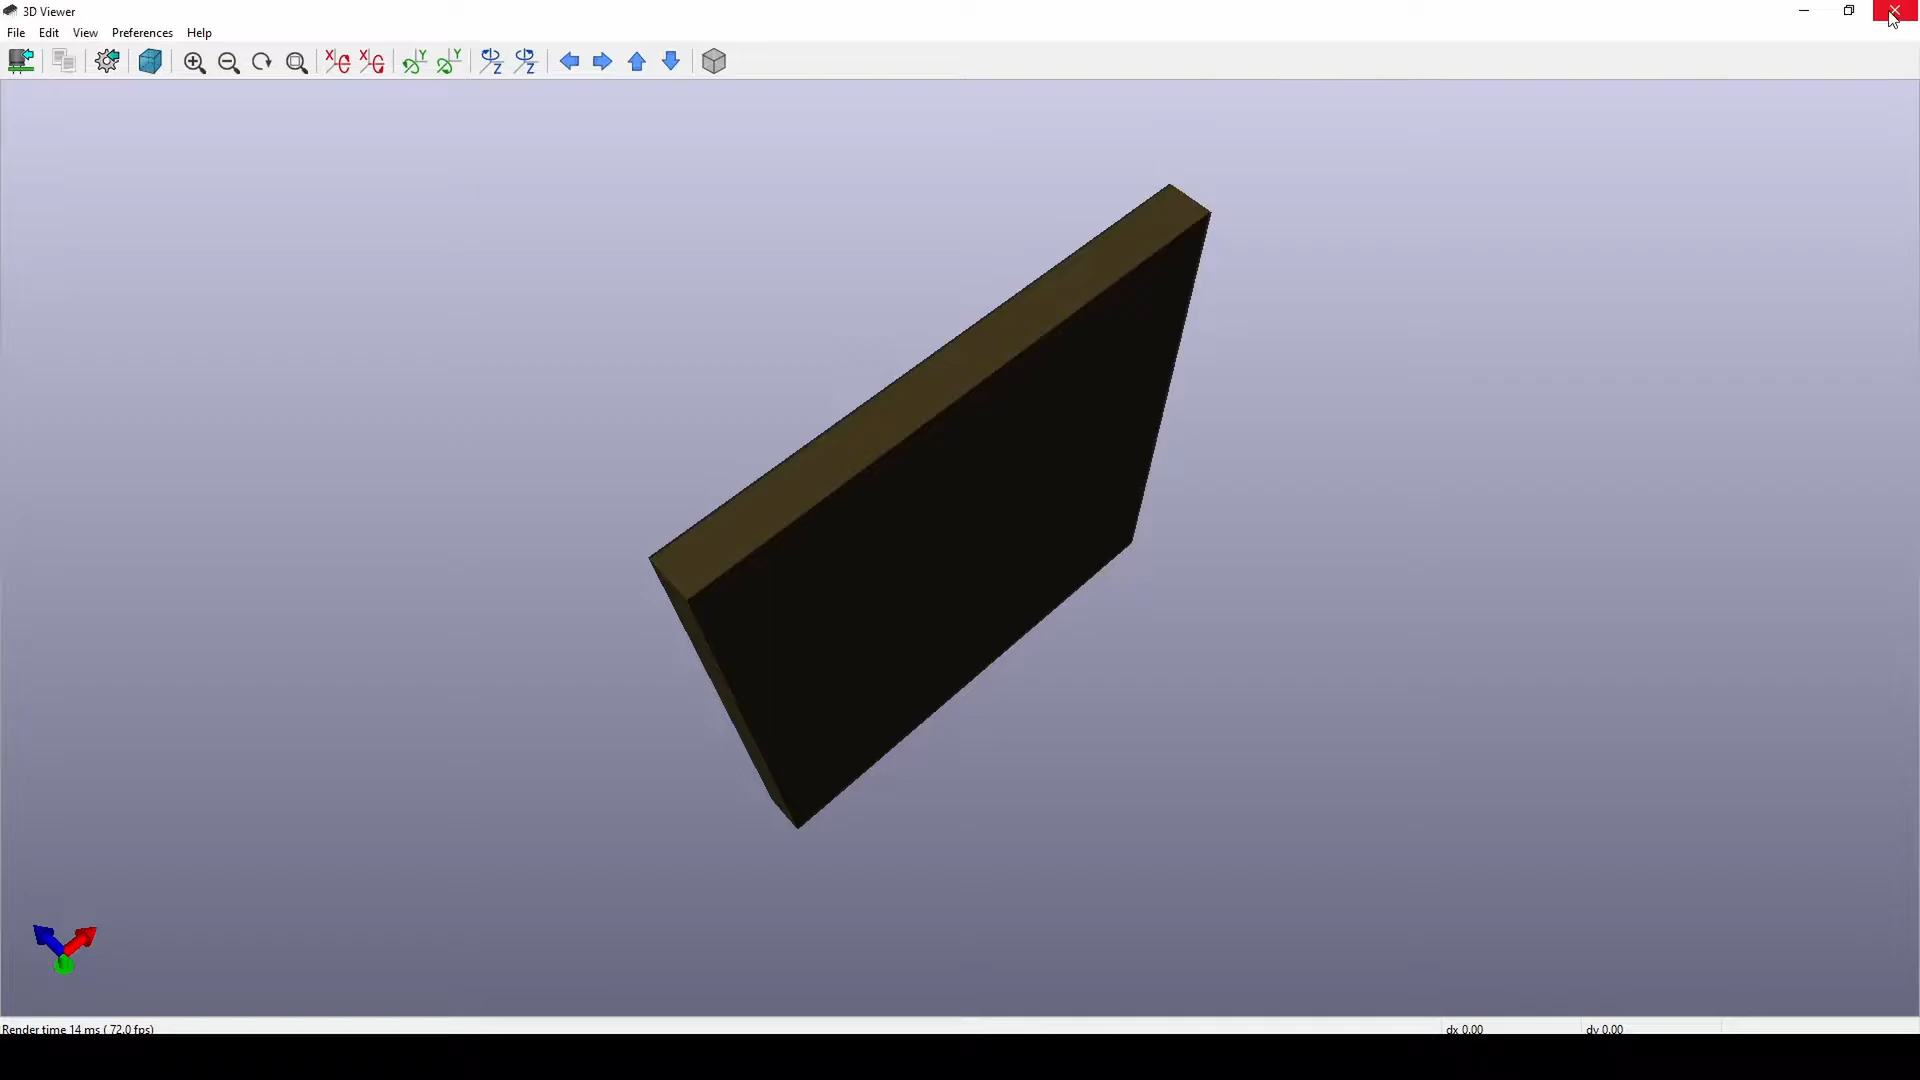 3D Viewer
File Edit View Preferences Help
X X Y Y Z Z
Render time 14 ms ( 72.0 fps) dx 0.00 dy 0.00